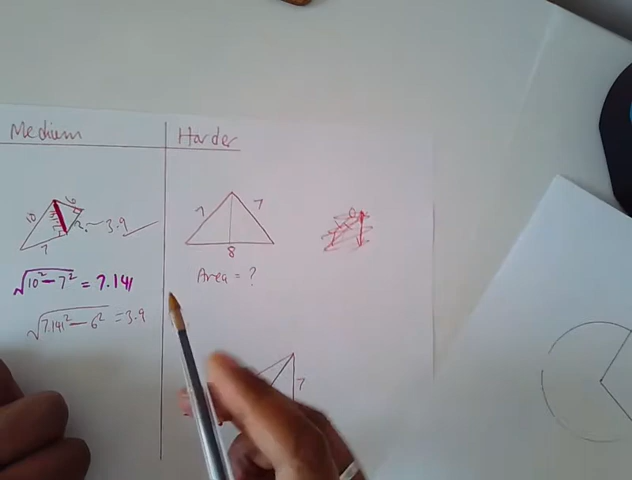 Medium
10 6
? 3.9
7
√10² - 7² = 7.141
√7.141² - 6² = 3.9
Harder
7 7
8
Area = ?
7